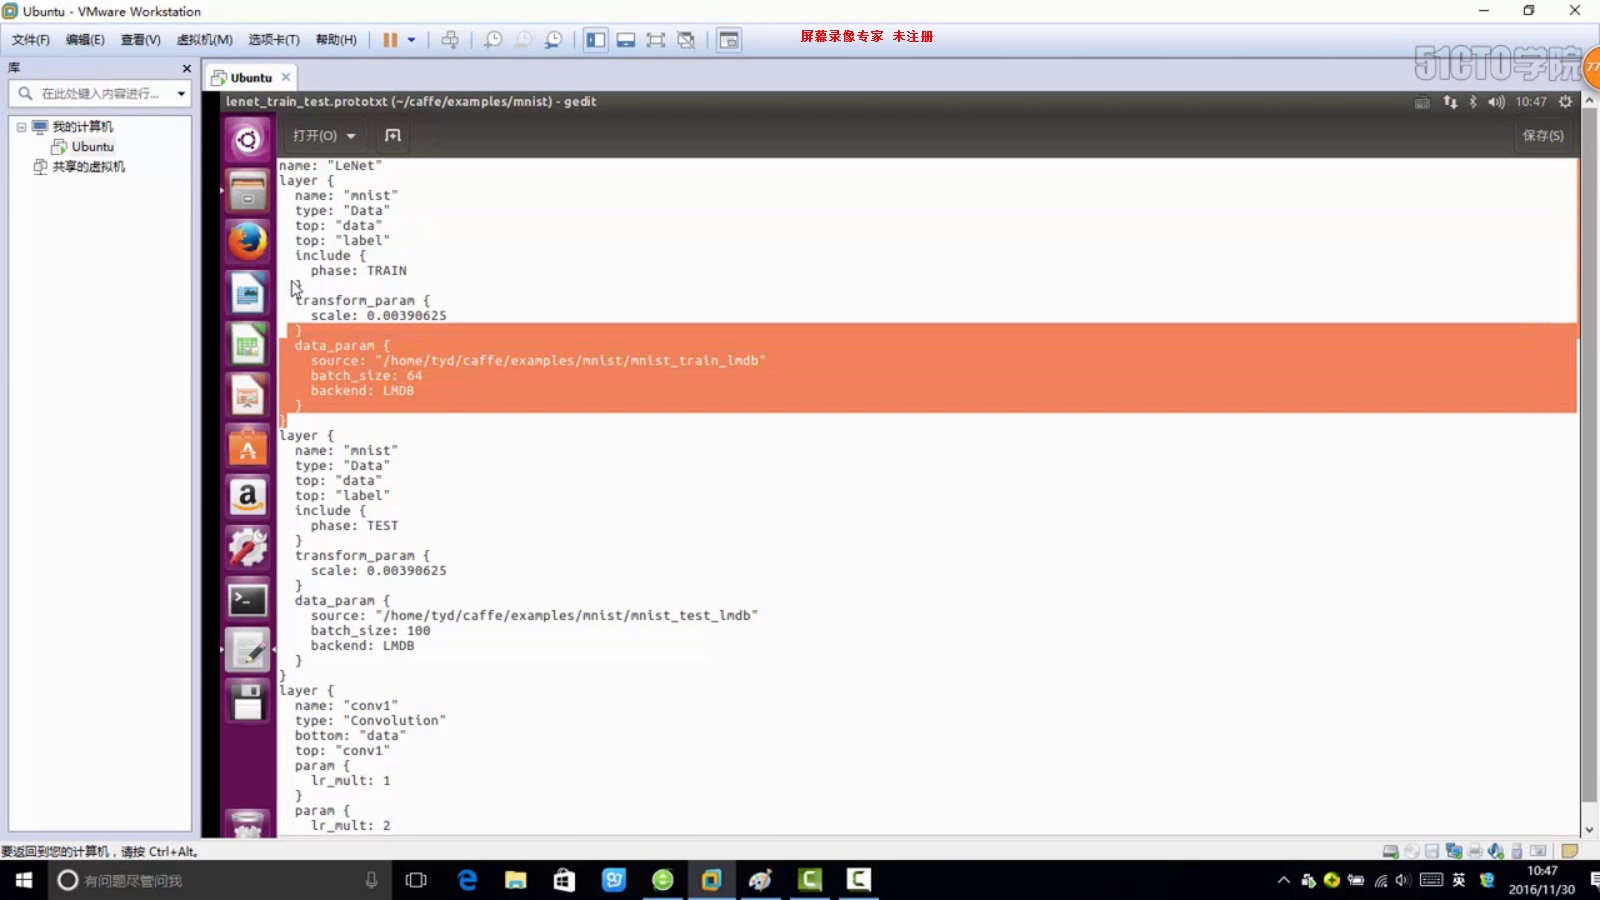 Ubuntu - VMware Workstation
文件(F) 编辑(E) 查看(V) 虚拟机(M) 选项卡(T) 帮助(H)
屏幕录像专家 未注册
51CTO学院
77
库
Ubuntu
在此处键入内容进行...
我的计算机
Ubuntu
共享的虚拟机
lenet_train_test.prototxt (~/caffe/examples/mnist) - gedit
10:47
打开(O)
保存(S)
name: "LeNet"
layer {
name: "mnist"
type: "Data"
top: "data"
top: "label"
include {
phase: TRAIN
}
transform_param {
scale: 0.00390625
}
data_param {
source: "/home/tyd/caffe/examples/mnist/mnist_train_lmdb"
batch_size: 64
backend: LMDB
}
}
layer {
name: "mnist"
type: "Data"
top: "data"
top: "label"
include {
phase: TEST
}
transform_param {
scale: 0.00390625
}
data_param {
source: "/home/tyd/caffe/examples/mnist/mnist_test_lmdb"
batch_size: 100
backend: LMDB
}
}
layer {
name: "conv1"
type: "Convolution"
bottom: "data"
top: "conv1"
param {
lr_mult: 1
}
param {
lr_mult: 2
要返回到您的计算机，请按 Ctrl+Alt。
有问题尽管问我
英
10:47
2016/11/30